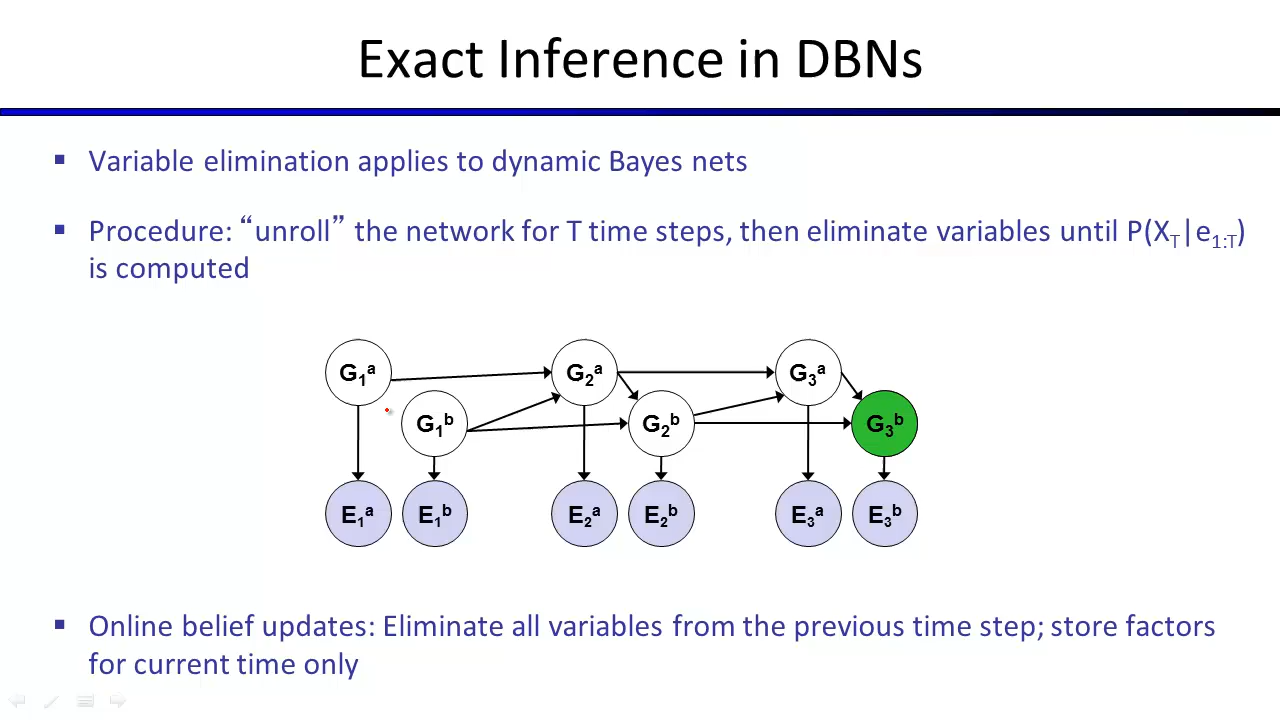 Exact Inference in DBNs
▪ Variable elimination applies to dynamic Bayes nets
▪ Procedure: “unroll” the network for T time steps, then eliminate variables until P(X_T|e_1:T)
is computed
G₁ᵃ G₂ᵃ G₃ᵃ
G₁ᵇ G₂ᵇ G₃ᵇ
E₁ᵃ E₁ᵇ E₂ᵃ E₂ᵇ E₃ᵃ E₃ᵇ
▪ Online belief updates: Eliminate all variables from the previous time step; store factors
for current time only